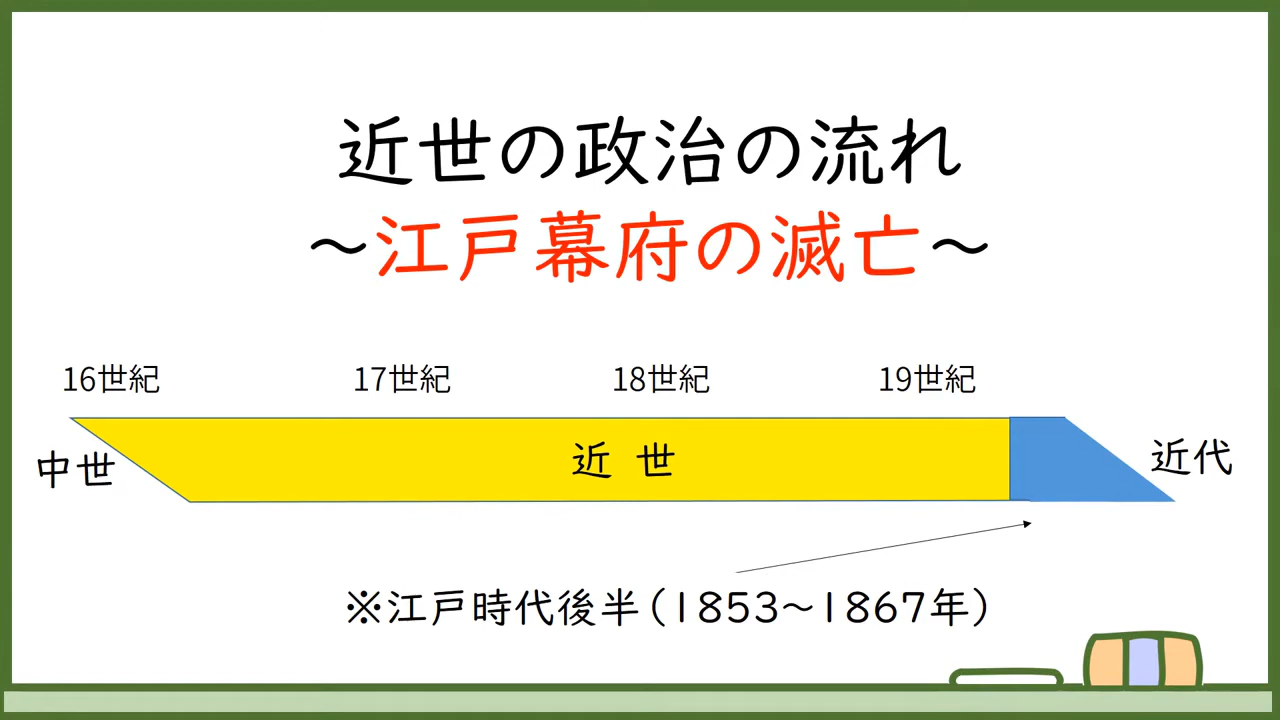 近世の政治の流れ
～江戸幕府の滅亡～
16世紀 17世紀 18世紀 19世紀
中世 近 世 近代
※江戸時代後半(1853～1867年)